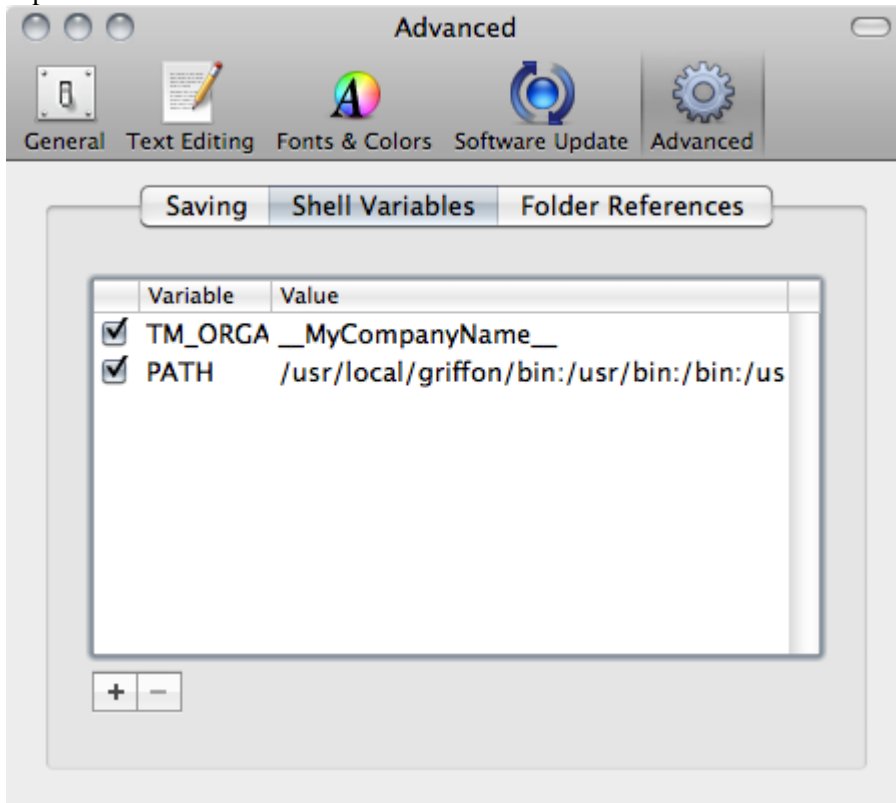 Advanced
General Text Editing Fonts & Colors Software Update Advanced
Saving Shell Variables Folder References
Variable Value
TM_ORGA __MyCompanyName__
PATH /usr/local/griffon/bin:/usr/bin:/bin:/us
+ −